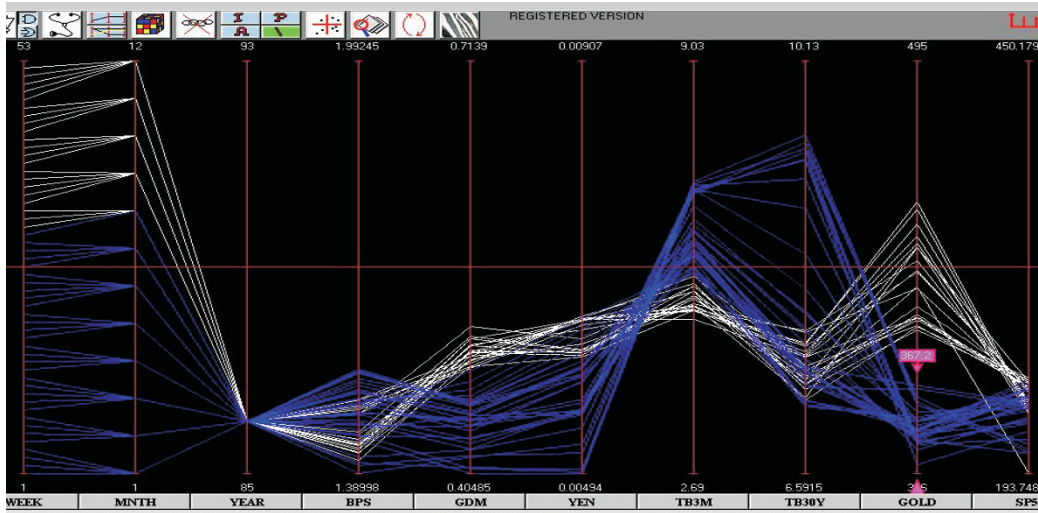 REGISTERED VERSION
I P
A \
53 12 93 1.99245 0.7139 0.00907 9.03 10.13 495 450.179
367.2
1 1 85 1.38998 0.40485 0.00494 2.69 6.5915 193.748
WEEK MNTH YEAR BPS GDM YEN TB3M TB30Y GOLD SP5